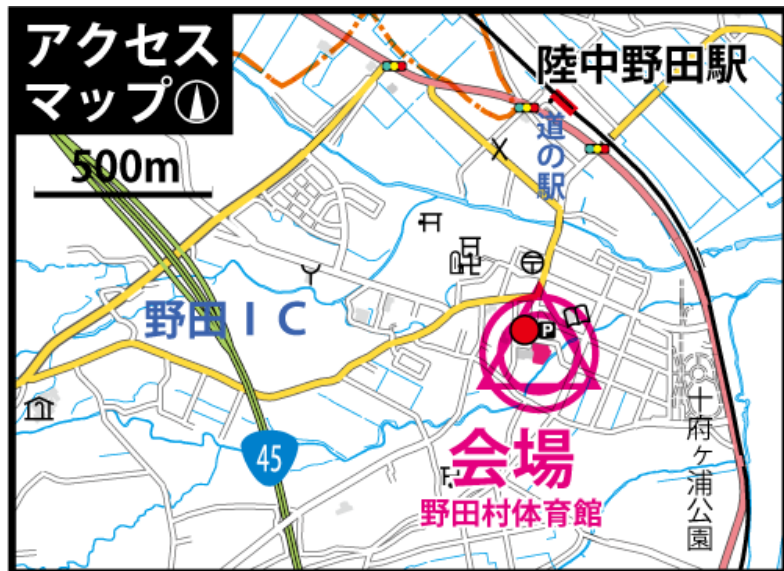 アクセス
マップ
500m
陸中野田駅
道の駅
野田IC
P
45
会場
野田村体育館
十府ヶ浦公園